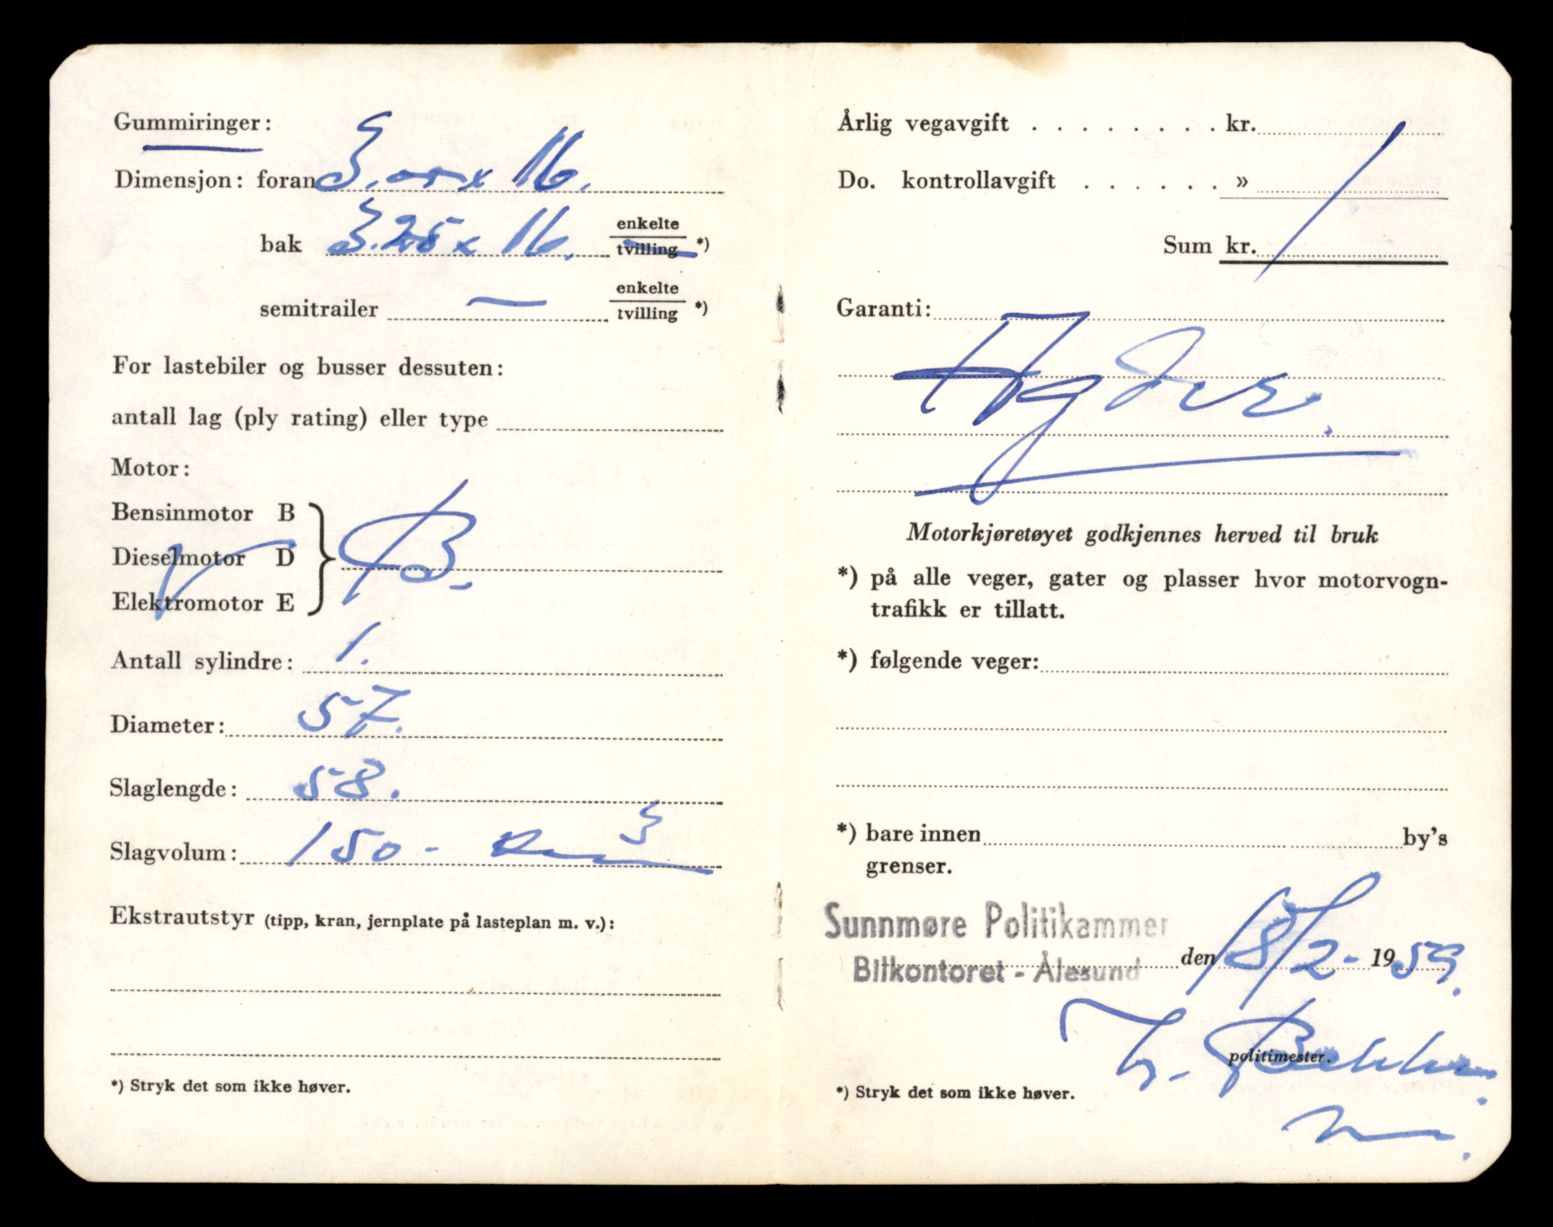 Gummiringer:
Dimensjon: foran 3.00 x 16.
bak 3.25 x 16. enkelte
tvilling *)
semitrailer — enkelte
tvilling *)
For lastebiler og busser dessuten:
antall lag (ply rating) eller type
Motor:
Bensinmotor B
Dieselmotor D
Elektromotor E
B.
Antall sylindre: 1.
Diameter: 57.
Slaglengde: 58.
Slagvolum: 150 -
Ekstrautstyr (tipp, kran, jernplate på lasteplan m. v.):
*) Stryk det som ikke høver.
Årlig vegavgift . . . . . . . . kr.
Do. kontrollavgift . . . . . . »
Sum kr.
Garanti:
Agder.
Motorkjøretøyet godkjennes herved til bruk
*) på alle veger, gater og plasser hvor motorvogn-
trafikk er tillatt.
*) følgende veger:
*) bare innen by's
grenser.
Sunnmøre Politikammer
Bilkontoret - Ålesund den 18/2 - 1959.
politimester.
*) Stryk det som ikke høver.